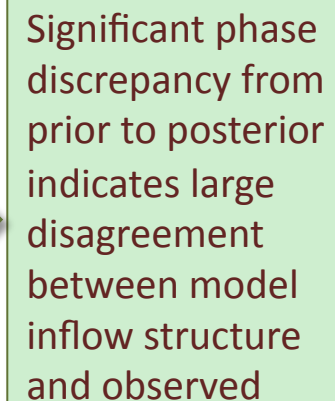 Significant phase
discrepancy from
prior to posterior
indicates large
disagreement
between model
inflow structure
and observed